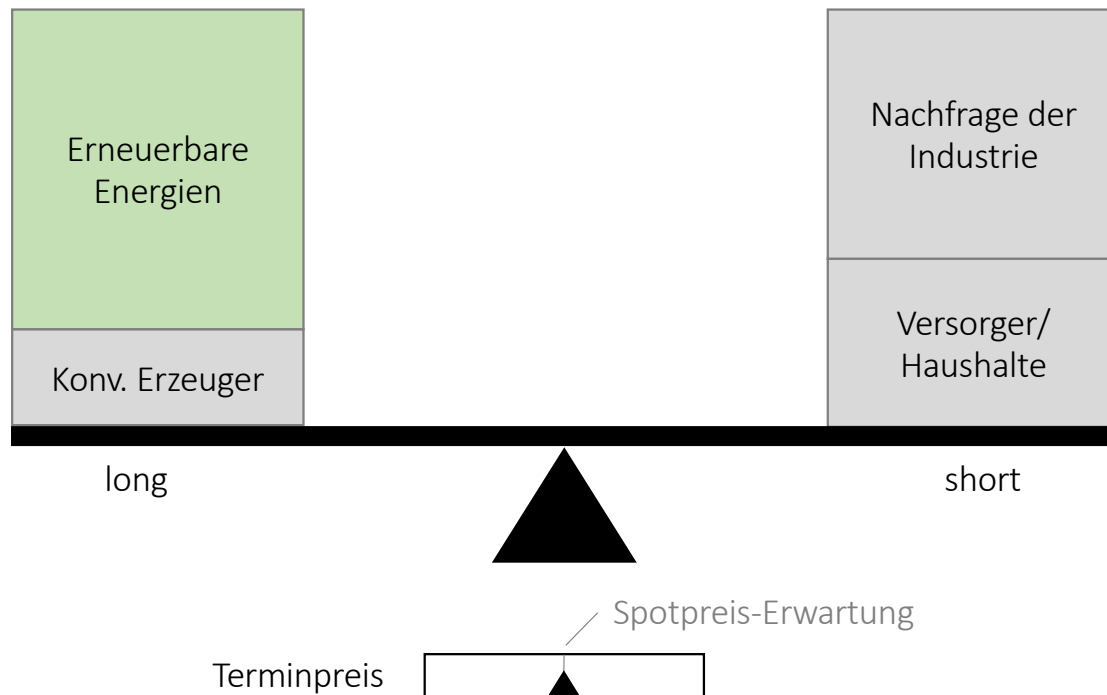 Erneuerbare
Energien
Konv. Erzeuger
Nachfrage der
Industrie
Versorger/
Haushalte
long
short
Spotpreis-Erwartung
Terminpreis